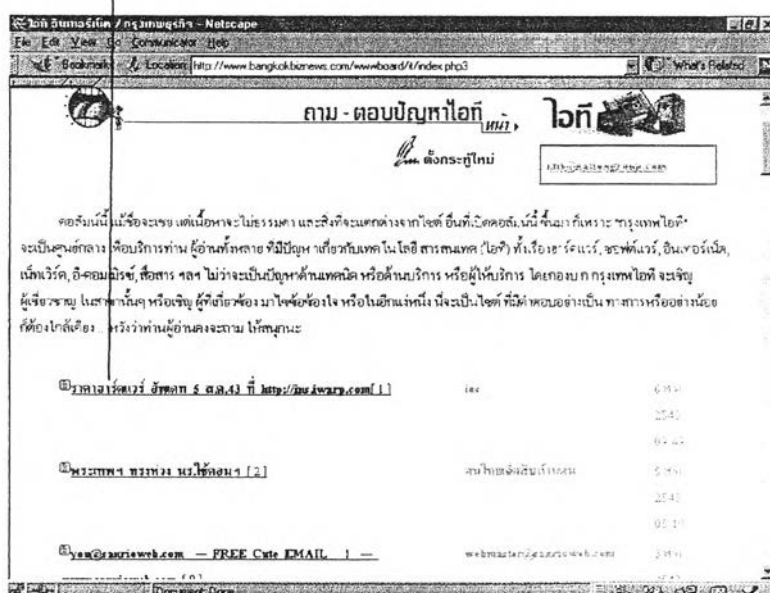 ไอที อินเทอร์เน็ต / กรุงเทพธุรกิจ - Netscape
File Edit View Go Communicator Help
Bookmarks Location: http://www.bangkokbiznews.com/wwwboard/it/index.php3 What's Related
ถาม - ตอบปัญหาไอที หน้า ไอที
ตั้งกระทู้ใหม่
คอลัมน์นี้ แม้ชื่อจะเชย แต่เนื้อหาจะไม่ธรรมดา และสิ่งที่จะแตกต่างจากไซต์ อื่นที่เปิดคอลัมน์นี้ ขึ้นมา ก็เพราะ "กรุงเทพไอที"
จะเป็นศูนย์กลาง เพื่อบริการท่าน ผู้อ่านทั้งหลาย ที่มีปัญหาเกี่ยวกับเทคโนโลยี สารสนเทศ (ไอที) ทั้งเรื่องฮาร์ดแวร์, ซอฟต์แวร์, อินเทอร์เน็ต,
เน็ทเวิร์ค, อี-คอมเมิร์ซ, สื่อสาร ฯลฯ ไม่ว่าจะเป็นปัญหาด้านเทคนิค หรือด้านบริการ หรือผู้ให้บริการ โดยกองบ.ก.กรุงเทพไอที จะเชิญ
ผู้เชี่ยวชาญ ในสาขานั้นๆ หรือเชิญ ผู้ที่เกี่ยวข้อง มาไขข้อข้องใจ หรือในอีกแง่หนึ่ง นี่จะเป็นไซต์ ที่มีคำตอบอย่างเป็น ทางการหรืออย่างน้อย
ก็ต้องใกล้เคียง .. หวังว่าท่านผู้อ่านคงจะถาม ให้สนุกนะ
ราคาฮาร์ดแวร์ อัพเดท 5 ส.ค.43 ที่ http://ins.iwarp.com[ 1 ] ins
2543
พระเทพฯ ทรงห่วง นร.ใช้คอมฯ [ 2 ]
2543
you@sanrioweb.com — FREE Cute EMAIL ! — webmaster@sanrioweb.com
Document: Done